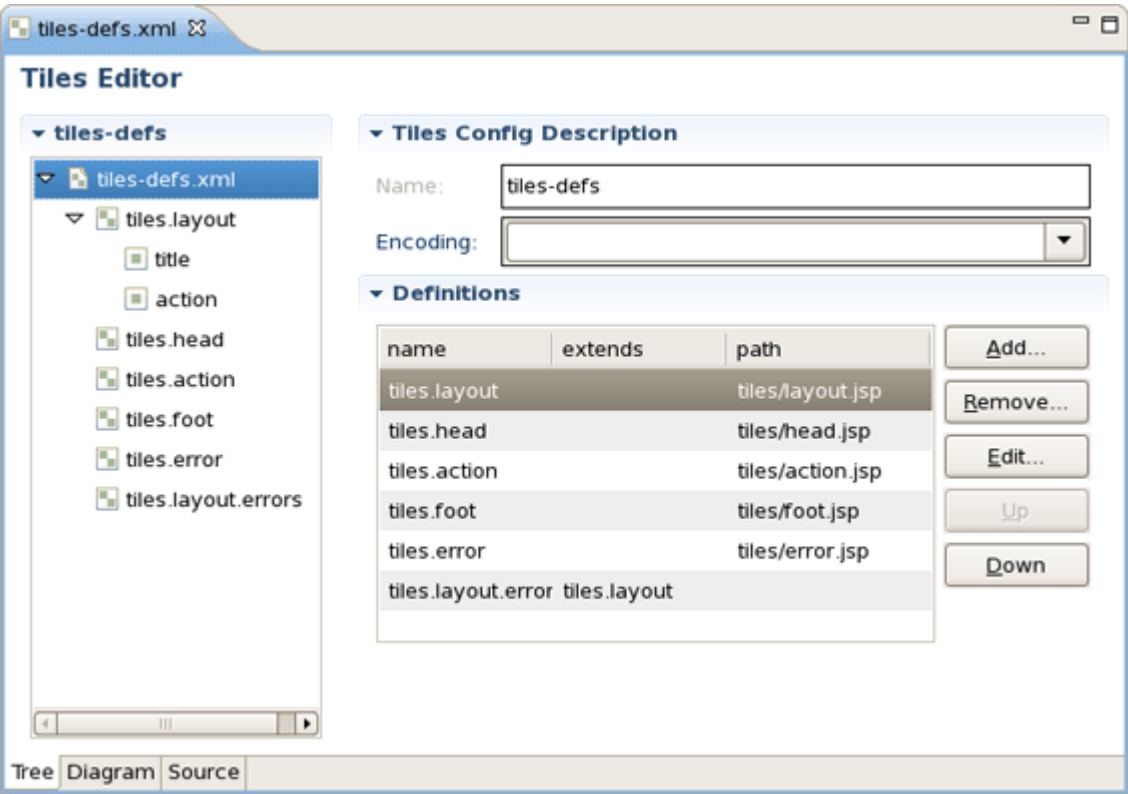 tiles-defs.xml
Tiles Editor
tiles-defs
tiles-defs.xml
tiles.layout
title
action
tiles.head
tiles.action
tiles.foot
tiles.error
tiles.layout.errors
Tiles Config Description
Name: tiles-defs
Encoding:
Definitions
name extends path
tiles.layout tiles/layout.jsp
tiles.head tiles/head.jsp
tiles.action tiles/action.jsp
tiles.foot tiles/foot.jsp
tiles.error tiles/error.jsp
tiles.layout.error tiles.layout
Add...
Remove...
Edit...
Up
Down
Tree Diagram Source